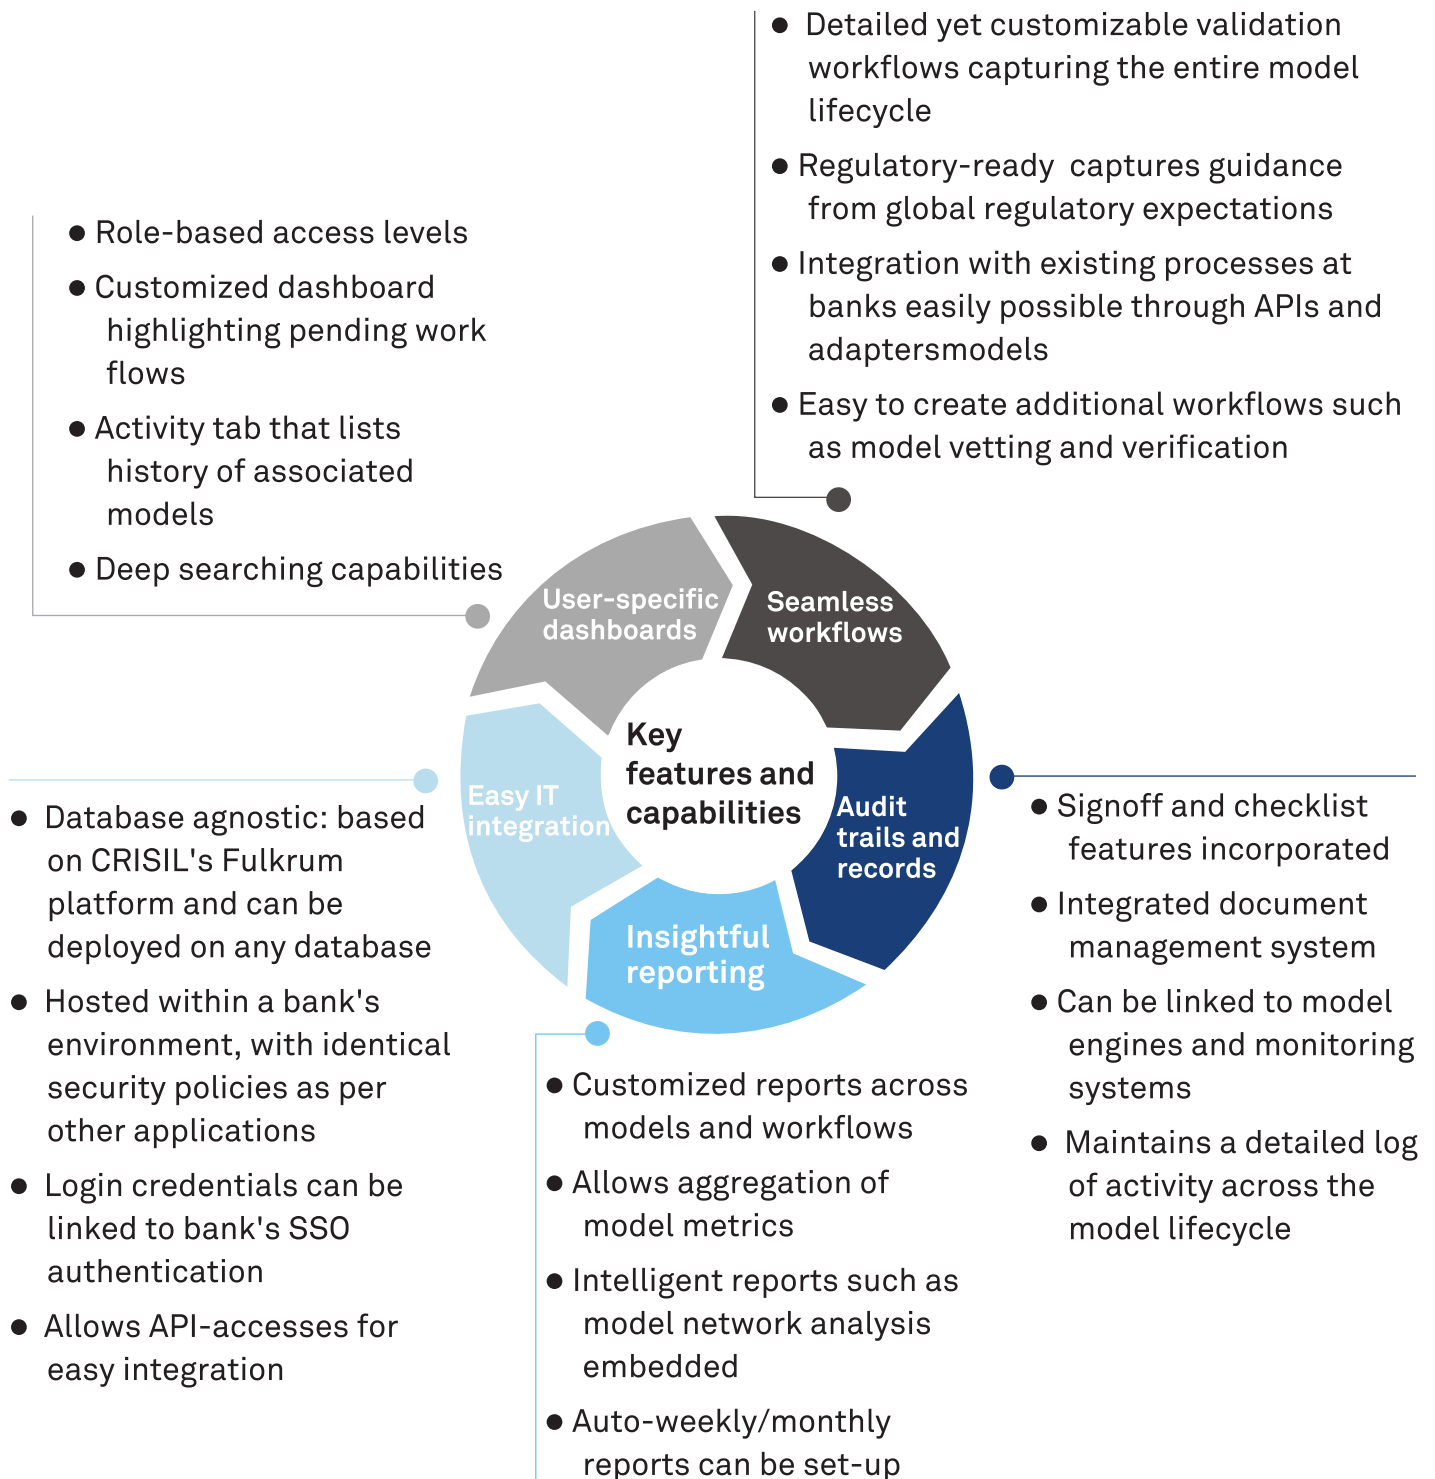 ● Detailed yet customizable validation
workflows capturing the entire model
lifecycle
● Regulatory-ready captures guidance
from global regulatory expectations
● Integration with existing processes at
banks easily possible through APIs and
adaptersmodels
● Easy to create additional workflows such
as model vetting and verification
● Role-based access levels
● Customized dashboard
highlighting pending work
flows
● Activity tab that lists
history of associated
models
● Deep searching capabilities
User-specific
dashboards
Seamless
workflows
Key
features and
capabilities
Easy IT
integration
Audit
trails and
records
Insightful
reporting
● Database agnostic: based
on CRISIL's Fulkrum
platform and can be
deployed on any database
● Hosted within a bank's
environment, with identical
security policies as per
other applications
● Login credentials can be
linked to bank's SSO
authentication
● Allows API-accesses for
easy integration
● Customized reports across
models and workflows
● Allows aggregation of
model metrics
● Intelligent reports such as
model network analysis
embedded
● Auto-weekly/monthly
reports can be set-up
● Signoff and checklist
features incorporated
● Integrated document
management system
● Can be linked to model
engines and monitoring
systems
● Maintains a detailed log
of activity across the
model lifecycle